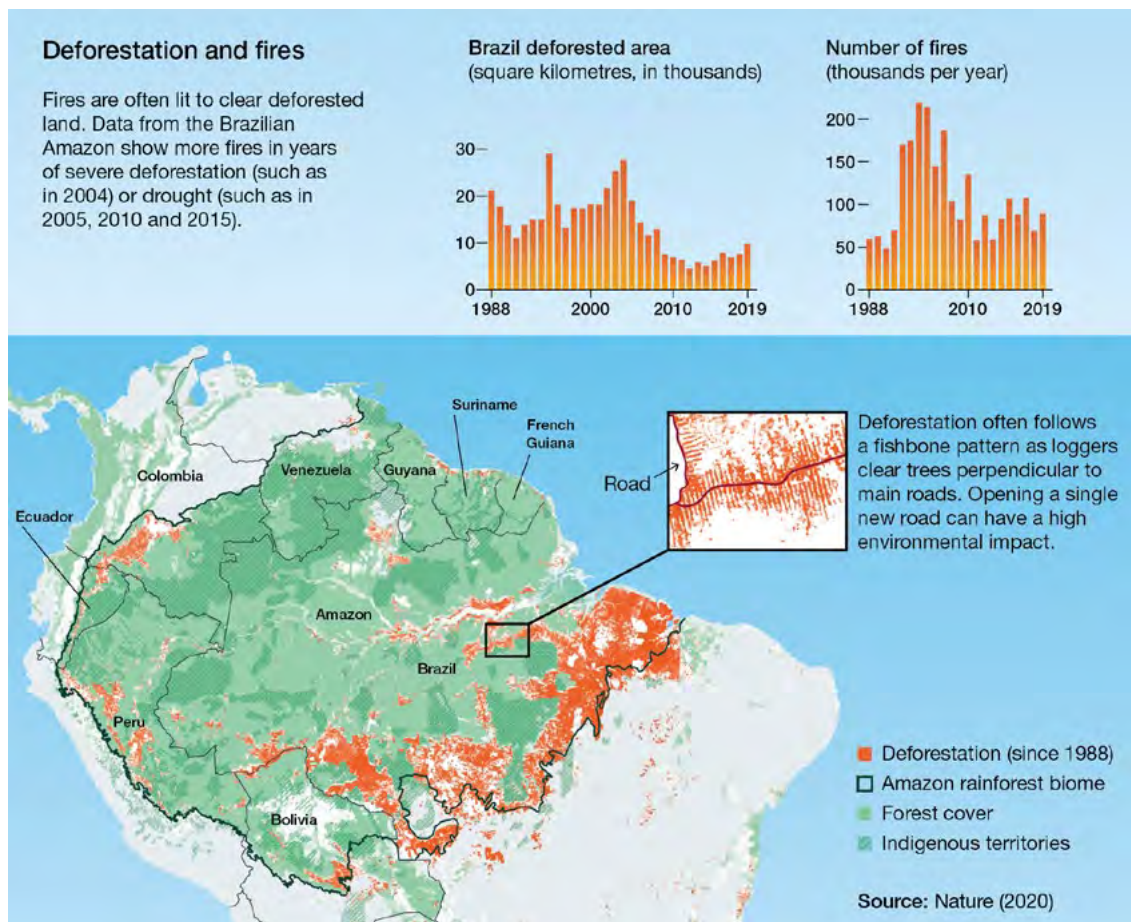 Deforestation and fires
Fires are often lit to clear deforested
land. Data from the Brazilian
Amazon show more fires in years
of severe deforestation (such as
in 2004) or drought (such as in
2005, 2010 and 2015).
Brazil deforested area
(square kilometres, in thousands)
30
20
10
0
1988
2000
2010
2019
Number of fires
(thousands per year)
200
150
100
50
0
1988
2010
2019
Suriname
French
Guiana
Colombia
Venezuela
Guyana
Ecuador
Amazon
Brazil
Peru
Bolivia
Road
Deforestation often follows
a fishbone pattern as loggers
clear trees perpendicular to
main roads. Opening a single
new road can have a high
environmental impact.
Deforestation (since 1988)
Amazon rainforest biome
Forest cover
Indigenous territories
Source: Nature (2020)